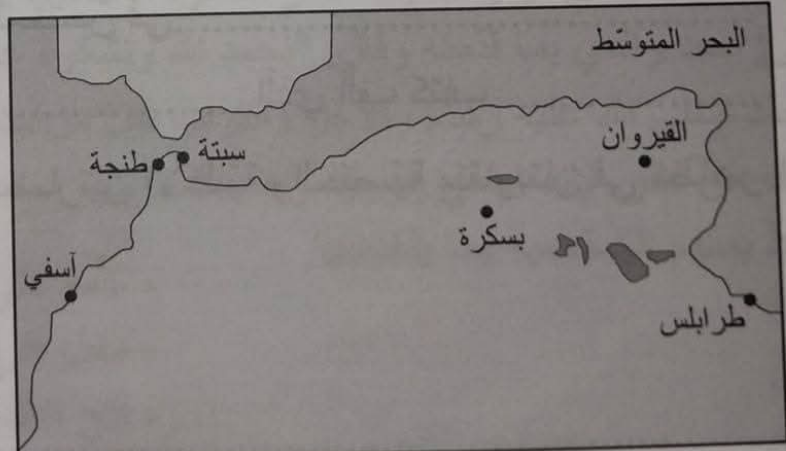 البحر المتوسّط
القيروان
سبتة
طنجة
بسكرة
آسفي
طرابلس